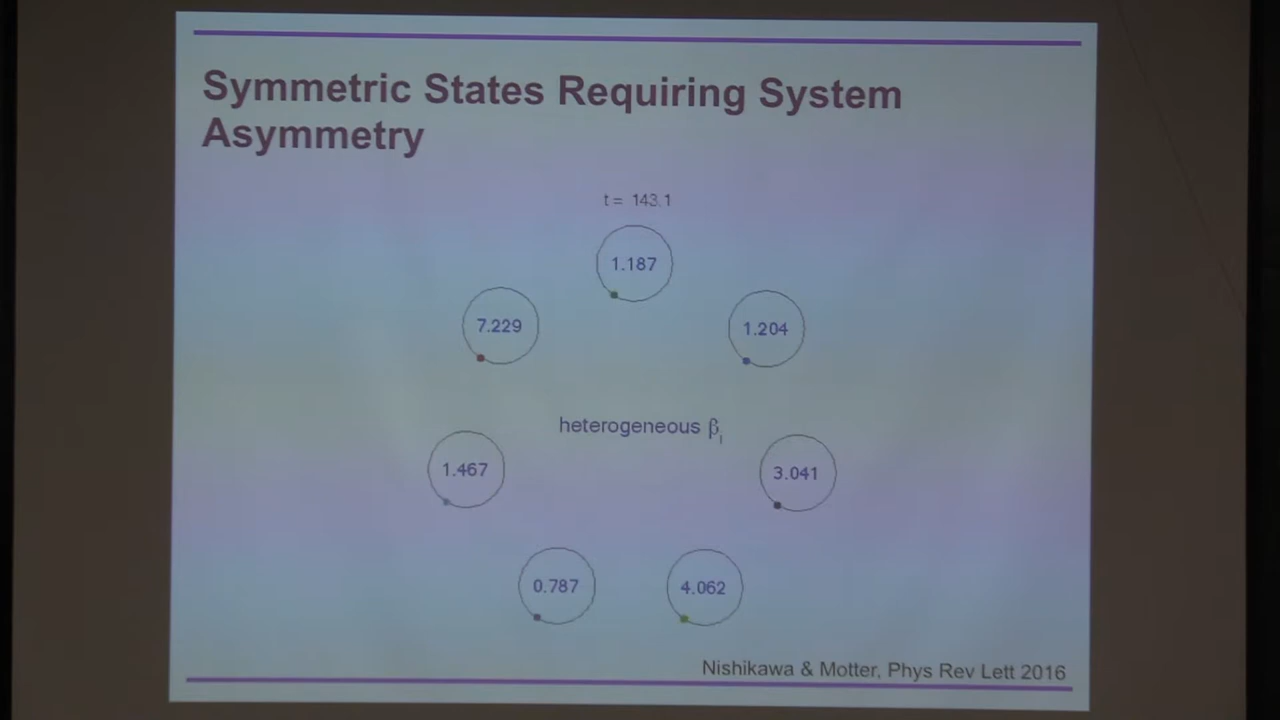 Symmetric States Requiring System
Asymmetry
t = 143.1
1.187
7.229
1.204
heterogeneous βi
1.467
3.041
0.787
4.062
Nishikawa & Motter, Phys Rev Lett 2016